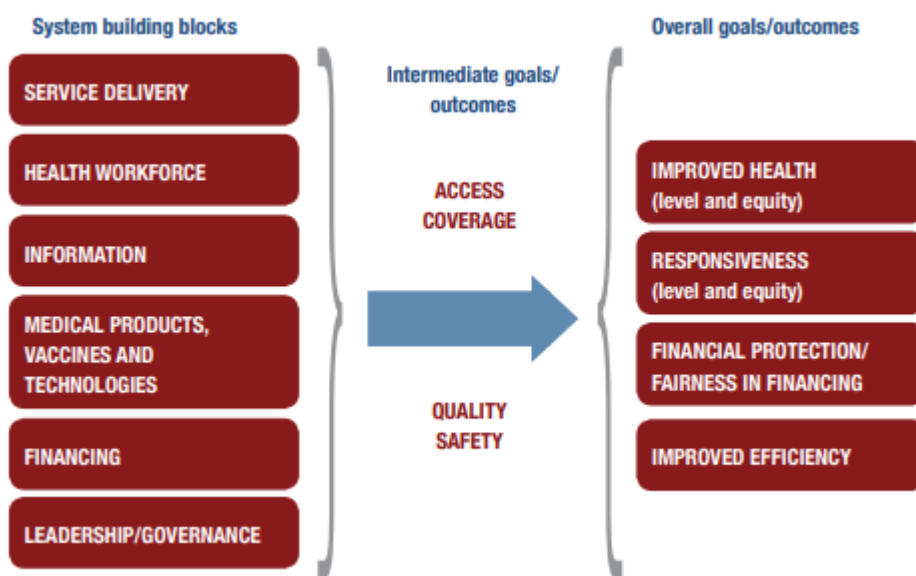 System building blocks
SERVICE DELIVERY
HEALTH WORKFORCE
INFORMATION
MEDICAL PRODUCTS,
VACCINES AND
TECHNOLOGIES
FINANCING
LEADERSHIP/GOVERNANCE
Intermediate goals/
outcomes
ACCESS
COVERAGE
QUALITY
SAFETY
Overall goals/outcomes
IMPROVED HEALTH
(level and equity)
RESPONSIVENESS
(level and equity)
FINANCIAL PROTECTION/
FAIRNESS IN FINANCING
IMPROVED EFFICIENCY